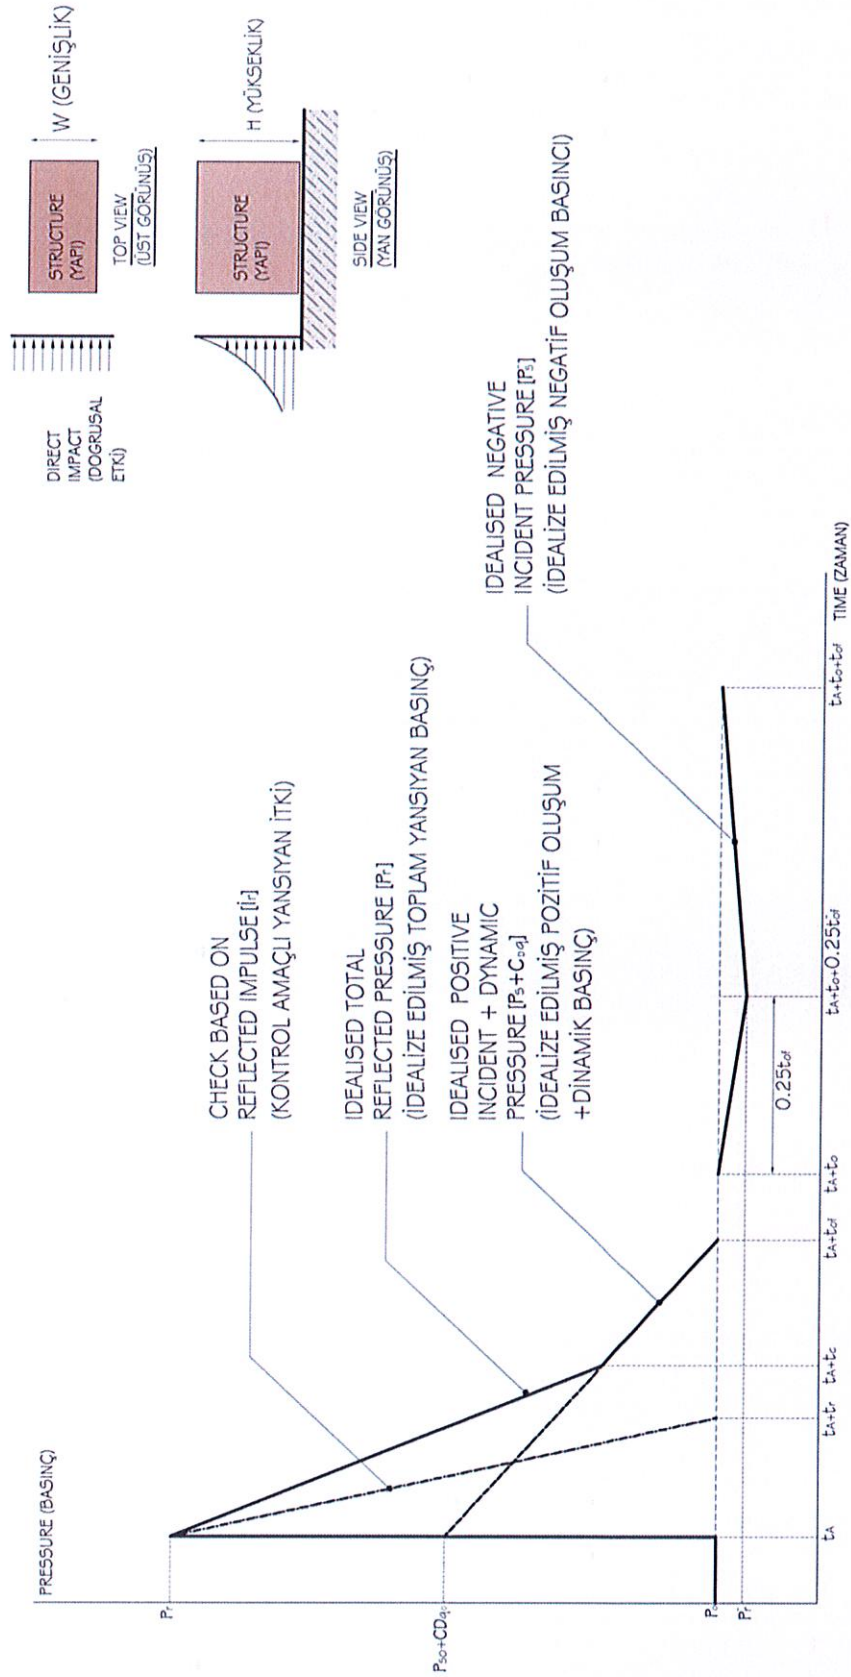 PRESSURE (BASINÇ)
Pr
Pso+CDqo
Po
Pr
tA
tA+tr
tA+tc
tA+tof
tA+to
0.25tof
tA+to+0.25tof
tA+to+tof
TIME (ZAMAN)
CHECK BASED ON
REFLECTED IMPULSE [ir]
(KONTROL AMAÇLI YANSIYAN İTKİ)
IDEALISED TOTAL
REFLECTED PRESSURE [Pr]
(İDEALİZE EDİLMİŞ TOPLAM YANSIYAN BASINÇ)
IDEALISED POSITIVE
INCIDENT + DYNAMIC
PRESSURE [Ps+CDq]
(İDEALİZE EDİLMİŞ POZİTİF OLUŞUM
+DİNAMİK BASINÇ)
IDEALISED NEGATIVE
INCIDENT PRESSURE [Ps]
(İDEALİZE EDİLMİŞ NEGATİF OLUŞUM BASINCI)
DIRECT
IMPACT
(DOGRUSAL
ETKİ)
STRUCTURE
(YAPI)
W (GENİŞLİK)
TOP VIEW
(ÜST GÖRÜNÜŞ)
STRUCTURE
(YAPI)
H (YÜKSEKLİK)
SIDE VIEW
(YAN GÖRÜNÜŞ)